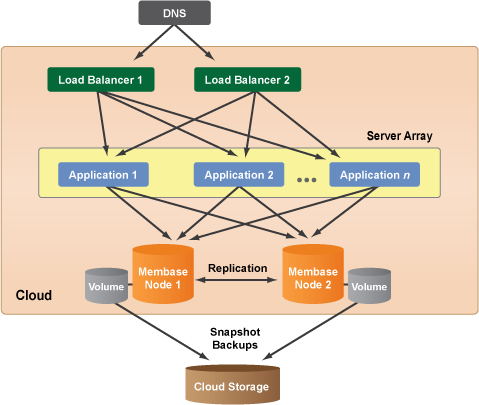 DNS
Load Balancer 1
Load Balancer 2
Server Array
Application 1
Application 2
Application n
Membase
Node 1
Replication
Membase
Node 2
Volume
Volume
Cloud
Snapshot
Backups
Cloud Storage